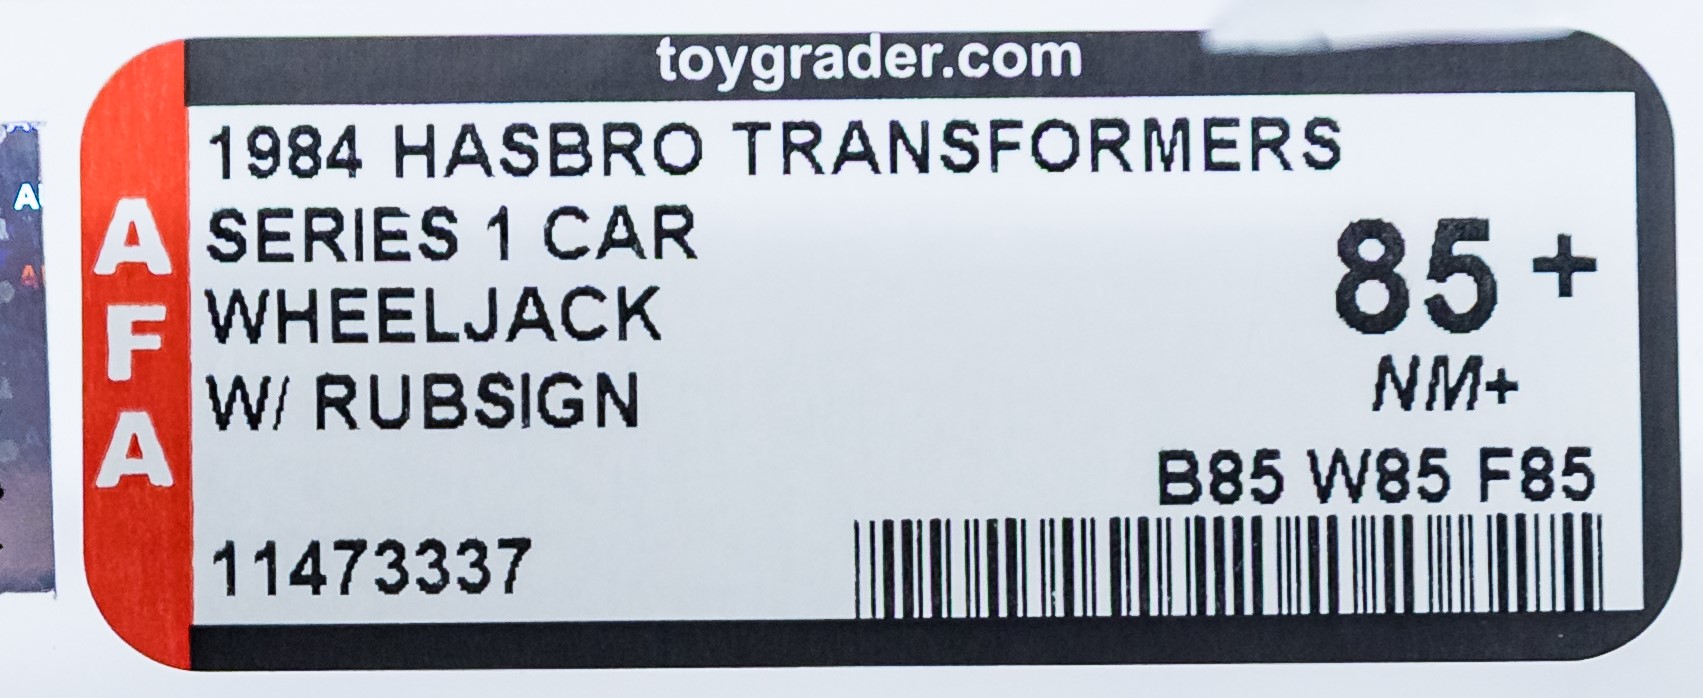 toygrader.com
AFA
1984 HASBRO TRANSFORMERS
SERIES 1 CAR
WHEELJACK
W/ RUBSIGN
85+
NM+
B85 W85 F85
11473337